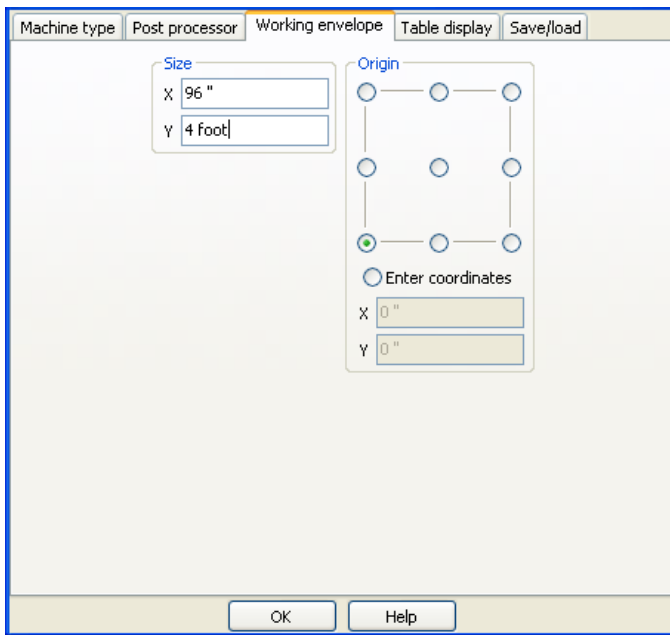 Machine type Post processor Working envelope Table display Save/load
Size
X 96 "
Y 4 foot
Origin
Enter coordinates
X 0 "
Y 0 "
OK Help